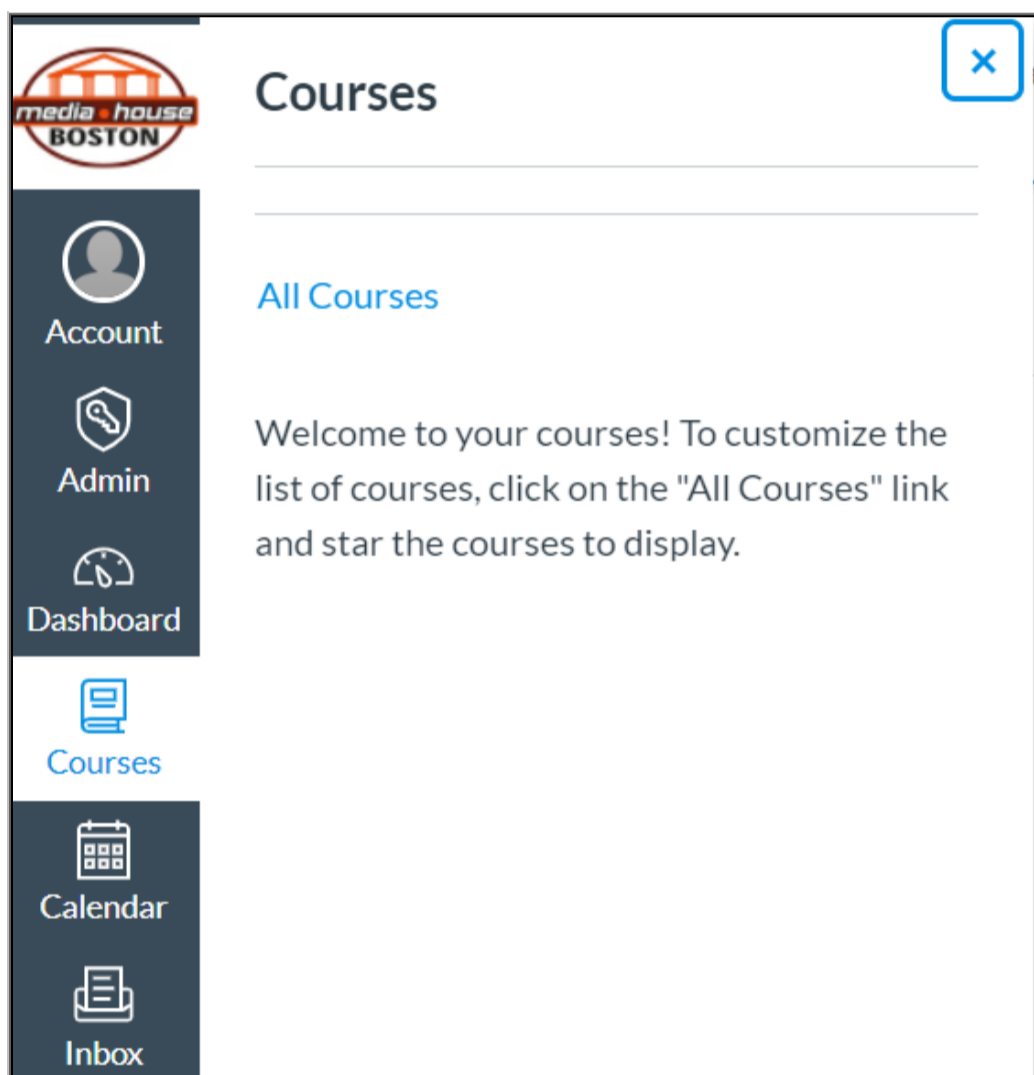 media • house
BOSTON
Account
Admin
Dashboard
Courses
Calendar
Inbox
Courses
All Courses
Welcome to your courses! To customize the
list of courses, click on the "All Courses" link
and star the courses to display.